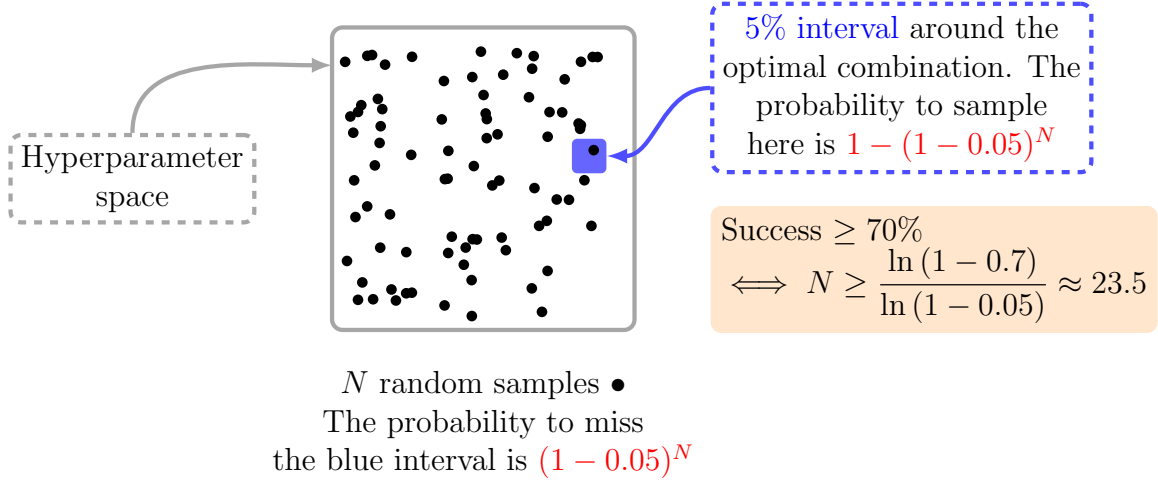 5% interval around the
optimal combination. The
probability to sample
here is 1 − (1 − 0.05)^N
Hyperparameter
space
Success ≥ 70%
⟺ N ≥ ln (1 − 0.7) / ln (1 − 0.05) ≈ 23.5
N random samples •
The probability to miss
the blue interval is (1 − 0.05)^N